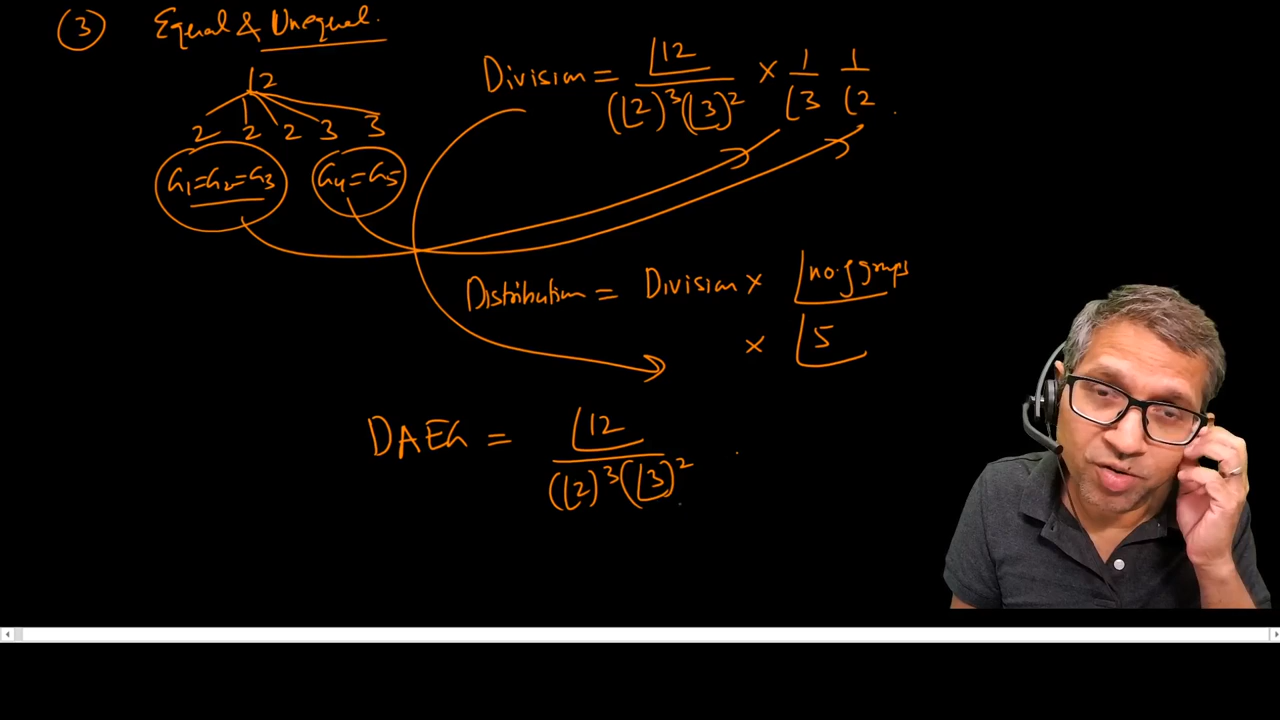 ③ Equal & Unequal.
12
2 2 2 3 3
G1=G2=G3 G4=G5
Division = ⌊12 / (⌊2)³(⌊3)² × 1/⌊3 1/⌊2
Distribution = Division × ⌊no. of groups
× ⌊5
DAEG = ⌊12 / (⌊2)³(⌊3)²